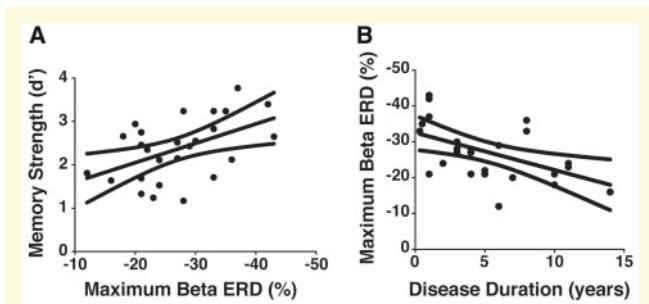 A
Memory Strength (d')
4
3
2
1
0
-10 -20 -30 -40 -50
Maximum Beta ERD (%)
B
Maximum Beta ERD (%)
-50
-40
-30
-20
-10
0
0 5 10 15
Disease Duration (years)